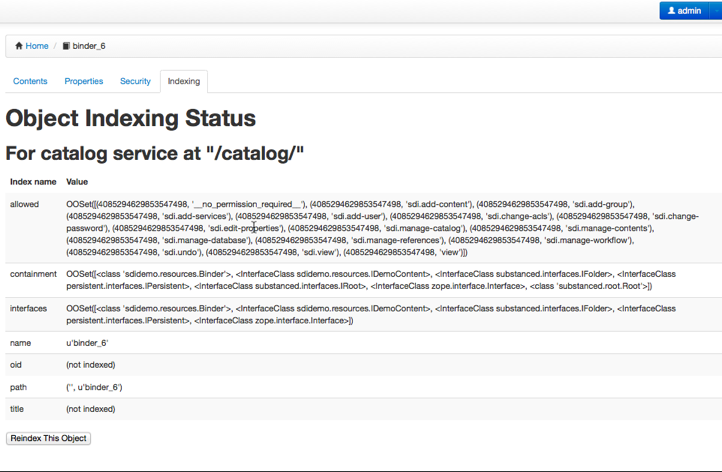 admin
Home / binder_6
Contents Properties Security Indexing
Object Indexing Status
For catalog service at "/catalog/"
Index name Value
allowed OOSet([(4085294629853547498, '__no_permission_required__'), (4085294629853547498, 'sdi.add-content'), (4085294629853547498, 'sdi.add-group'),
(4085294629853547498, 'sdi.add-services'), (4085294629853547498, 'sdi.add-user'), (4085294629853547498, 'sdi.change-acls'), (4085294629853547498, 'sdi.change-
password'), (4085294629853547498, 'sdi.edit-properties'), (4085294629853547498, 'sdi.manage-catalog'), (4085294629853547498, 'sdi.manage-contents'),
(4085294629853547498, 'sdi.manage-database'), (4085294629853547498, 'sdi.manage-references'), (4085294629853547498, 'sdi.manage-workflow'),
(4085294629853547498, 'sdi.undo'), (4085294629853547498, 'sdi.view'), (4085294629853547498, 'view')])
containment OOSet([<class 'sdidemo.resources.Binder'>, <InterfaceClass sdidemo.resources.IDemoContent>, <InterfaceClass substanced.interfaces.IFolder>, <InterfaceClass
persistent.interfaces.IPersistent>, <InterfaceClass substanced.interfaces.IRoot>, <InterfaceClass zope.interface.Interface>, <class 'substanced.root.Root'>])
interfaces OOSet([<class 'sdidemo.resources.Binder'>, <InterfaceClass sdidemo.resources.IDemoContent>, <InterfaceClass substanced.interfaces.IFolder>, <InterfaceClass
persistent.interfaces.IPersistent>, <InterfaceClass zope.interface.Interface>])
name u'binder_6'
oid (not indexed)
path ('', u'binder_6')
title (not indexed)
Reindex This Object